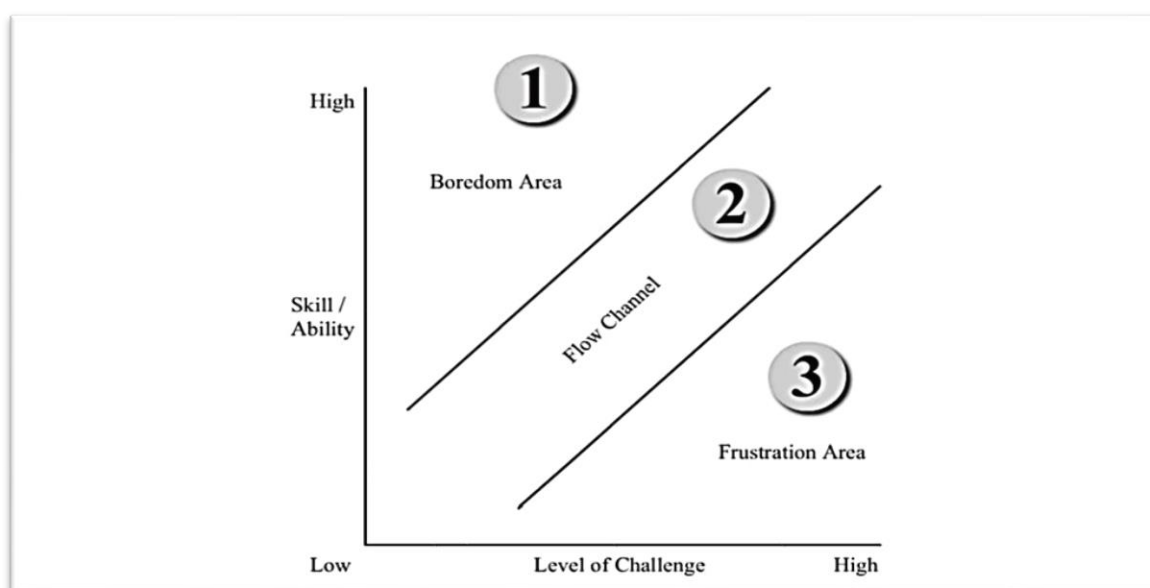 1
High
Boredom Area
2
Skill /
Ability
Flow Channel
3
Frustration Area
Low
Level of Challenge
High